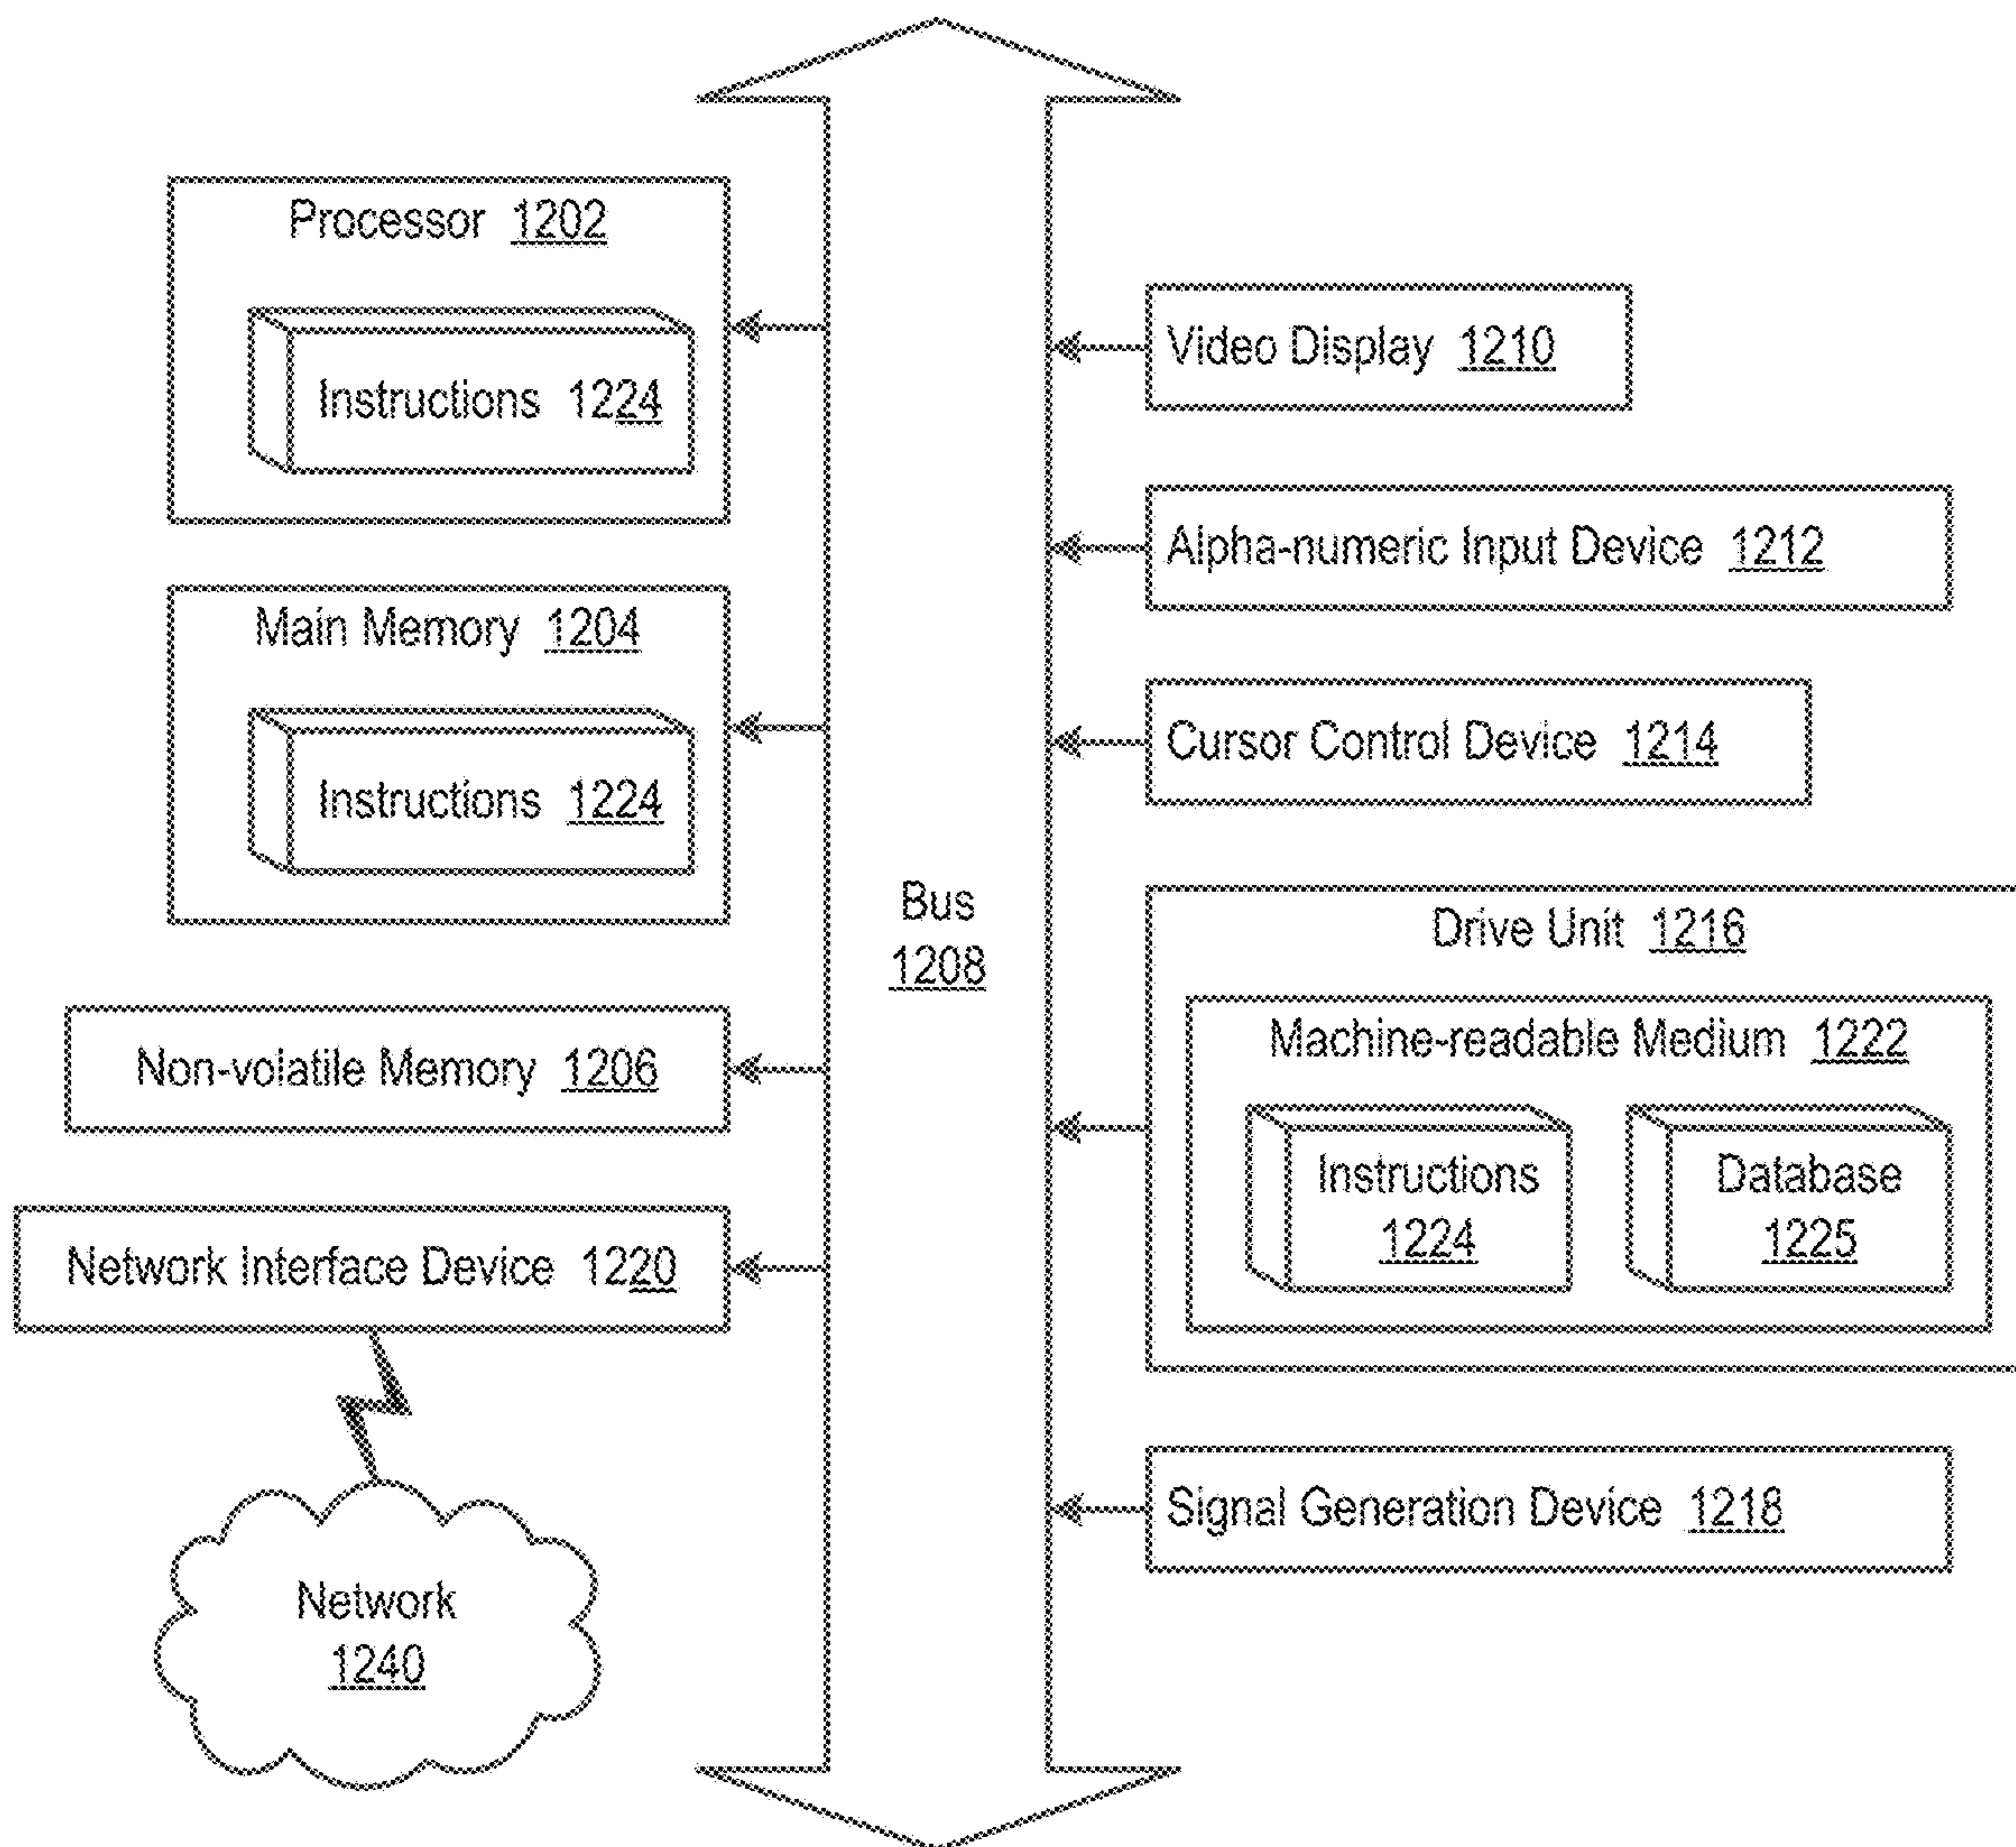 Processor 1202
Instructions 1224
Main Memory 1204
Instructions 1224
Non-volatile Memory 1206
Network Interface Device 1220
Network
1240
Bus
1208
Video Display 1210
Alpha-numeric Input Device 1212
Cursor Control Device 1214
Drive Unit 1216
Machine-readable Medium 1222
Instructions
1224
Database
1225
Signal Generation Device 1218